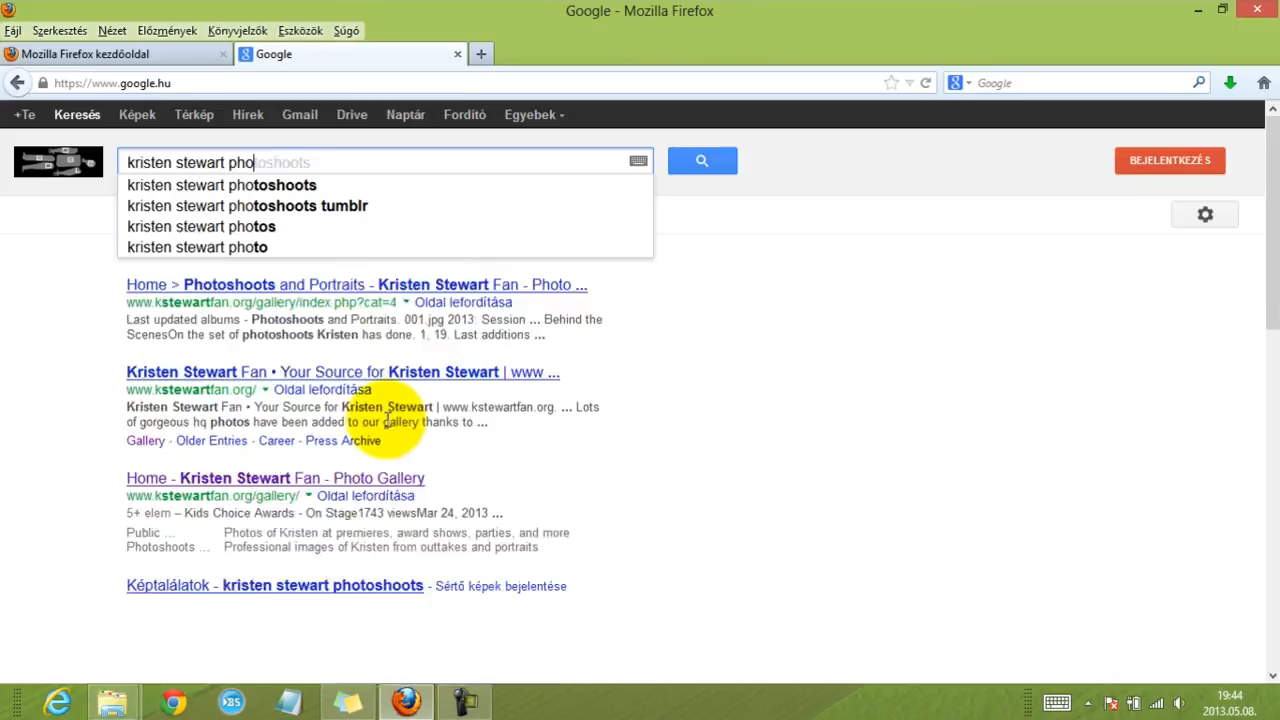 Google - Mozilla Firefox
Fájl Szerkesztés Nézet Előzmények Könyvjelzők Eszközök Súgó
Mozilla Firefox kezdőoldal
Google
https://www.google.hu
Google
+Te Keresés Képek Térkép Hírek Gmail Drive Fordító Naptár Egyebek
kristen stewart photoshoots
BEJELENTKEZÉS
kristen stewart photoshoots
kristen stewart photoshoots tumblr
kristen stewart photos
kristen stewart photo
Home > Photoshoots and Portraits - Kristen Stewart Fan - Photo ...
www.kstewartfan.org/gallery/index.php?cat=4 Oldal lefordítása
Last updated albums - Photoshoots and Portraits. 001.jpg 2013: Session ... Behind the
ScenesOn the set of photoshoots Kristen has done. 1, 19. Last additions ...
Kristen Stewart Fan • Your Source for Kristen Stewart | www ...
www.kstewartfan.org/ Oldal lefordítása
Kristen Stewart Fan • Your Source for Kristen Stewart | www.kstewartfan.org. ... Lots
of gorgeous hq photos have been added to our gallery thanks to ...
Gallery - Older Entries - Career - Press Archive
Home - Kristen Stewart Fan - Photo Gallery
www.kstewartfan.org/gallery/ Oldal lefordítása
5+ elem – Kids Choice Awards - On Stage1743 viewsMar 24, 2013 ...
Public ... Photos of Kristen at premieres, award shows, parties, and more
Photoshoots ... Professional images of Kristen from outtakes and portraits
Képtalálatok - kristen stewart photoshoots - Sértő képek bejelentése
19:44
2013.05.08.